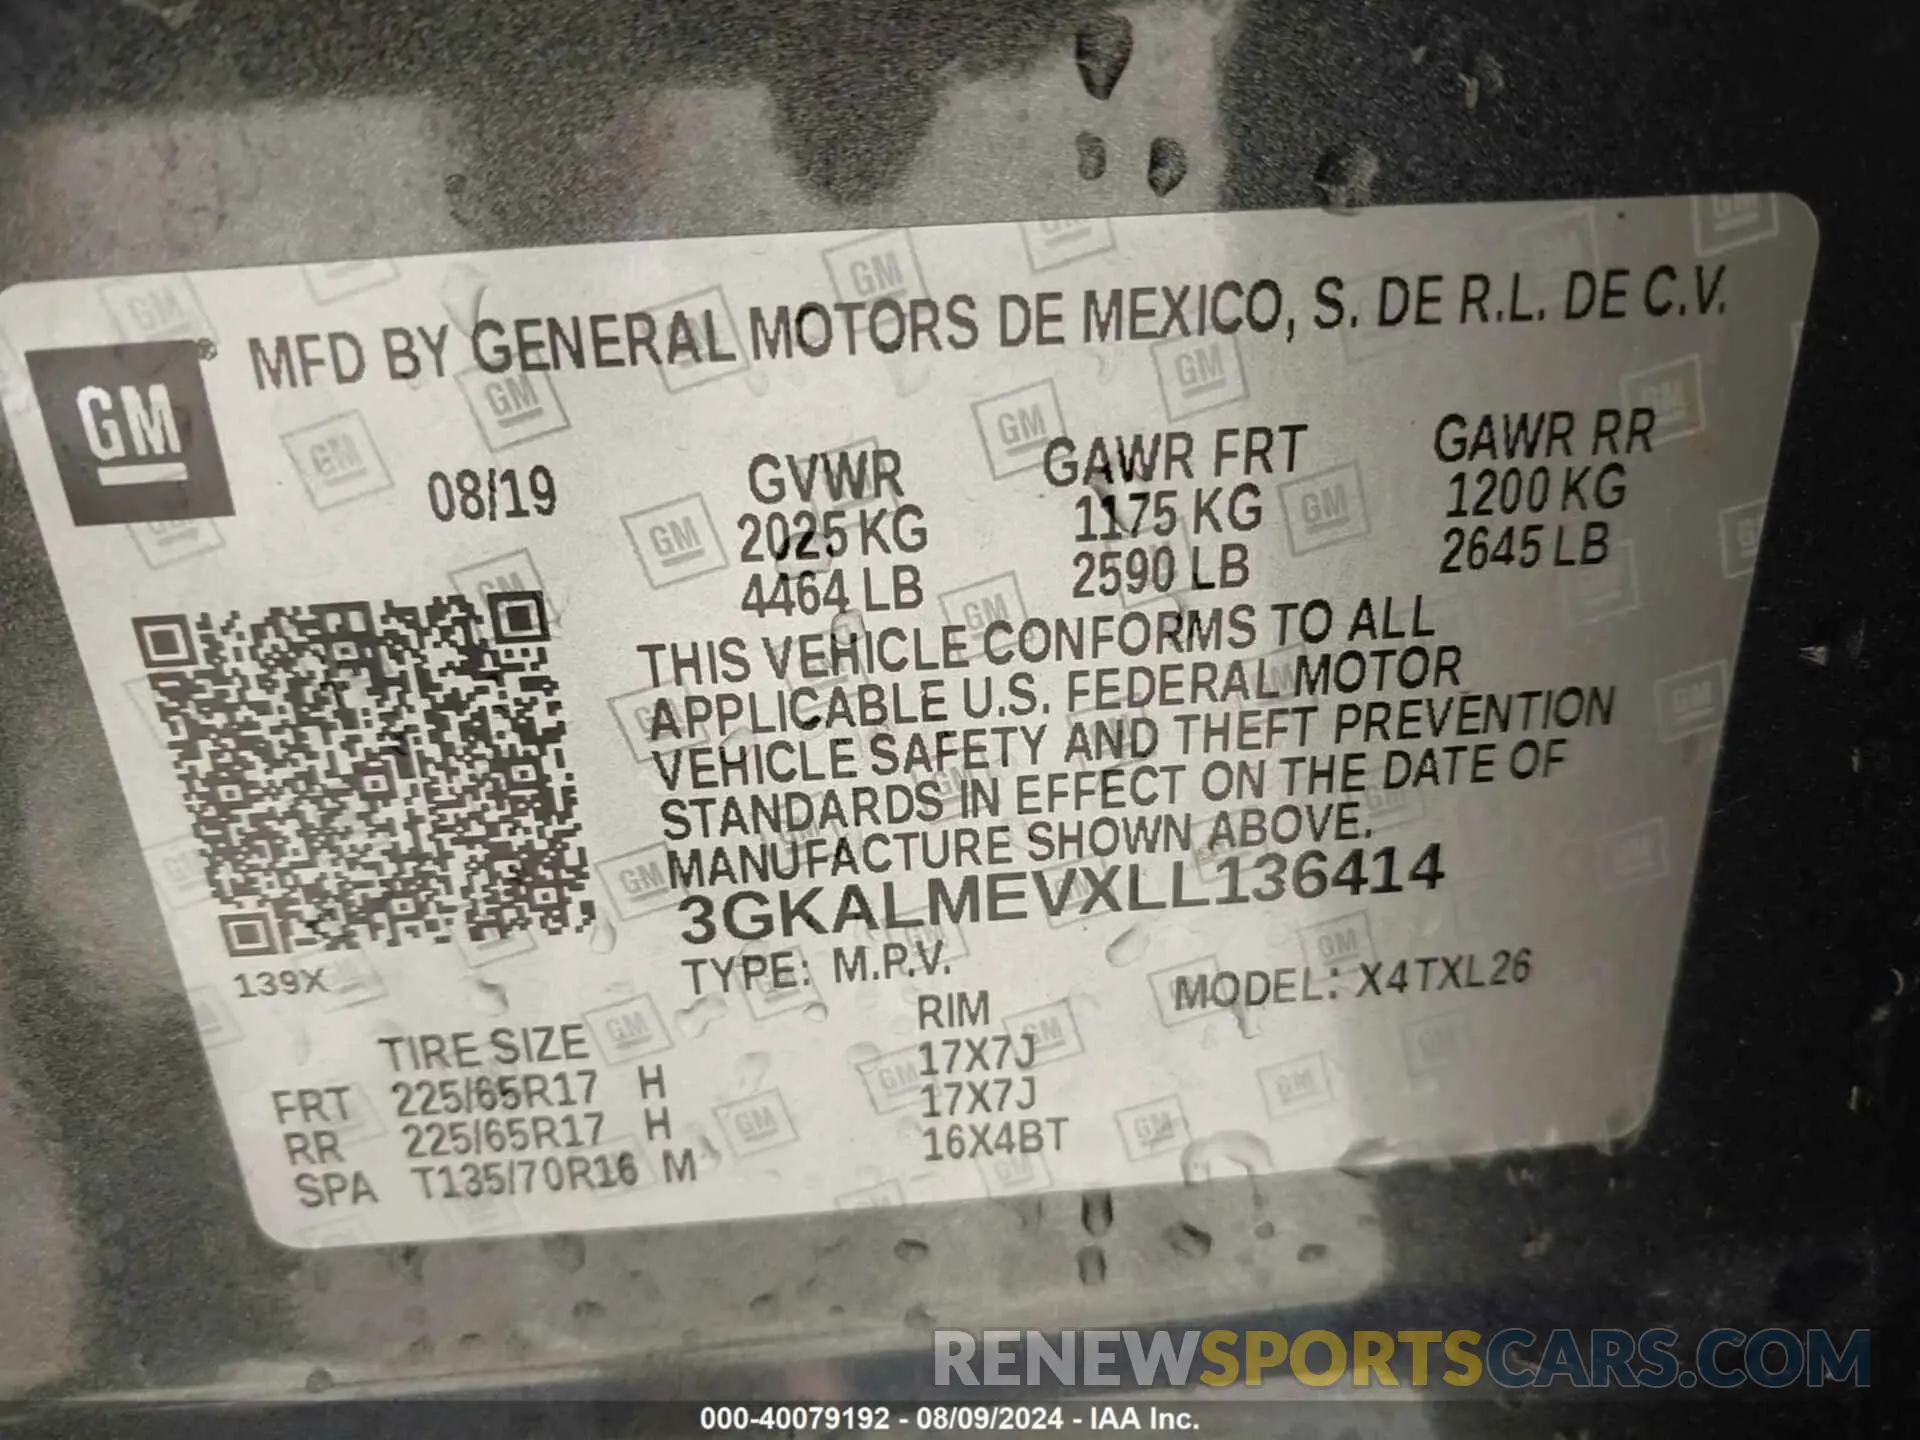 GM ® MFD BY GENERAL MOTORS DE MEXICO, S. DE R.L. DE C.V.
08/19 GVWR GAWR FRT GAWR RR
2025 KG 1175 KG 1200 KG
4464 LB 2590 LB 2645 LB
THIS VEHICLE CONFORMS TO ALL
APPLICABLE U.S. FEDERAL MOTOR
VEHICLE SAFETY AND THEFT PREVENTION
STANDARDS IN EFFECT ON THE DATE OF
MANUFACTURE SHOWN ABOVE.
3GKALMEVXLL136414
139X TYPE: M.P.V. MODEL: X4TXL26
TIRE SIZE RIM
FRT 225/65R17 H 17X7J
RR 225/65R17 H 17X7J
SPA T135/70R16 M 16X4BT
RENEWSPORTSCARS.COM
000-40079192 - 08/09/2024 - IAA Inc.